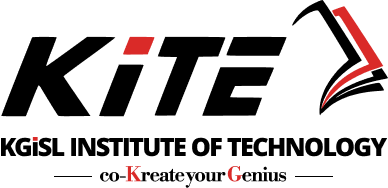 KiTE
KGiSL INSTITUTE OF TECHNOLOGY
co-Kreate your Genius